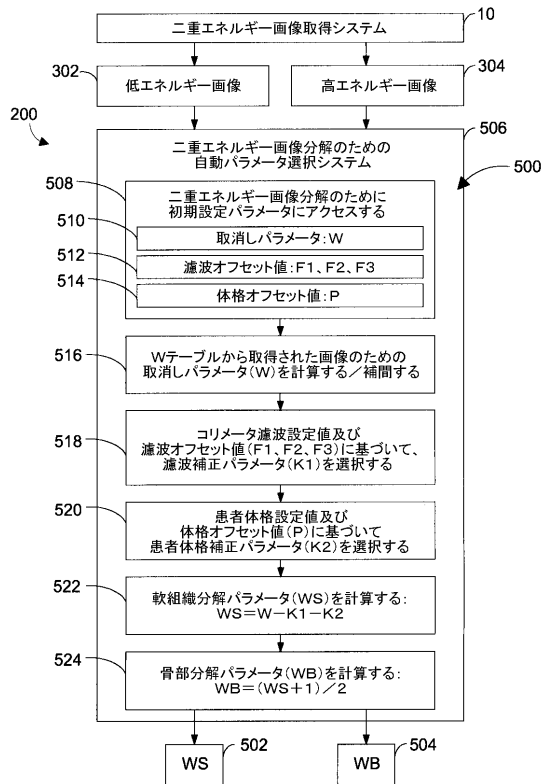 10
二重エネルギー画像取得システム
302
304
低エネルギー画像
高エネルギー画像
200
506
二重エネルギー画像分解のための
自動パラメータ選択システム
500
508
二重エネルギー画像分解のために
初期設定パラメータにアクセスする
510
取消しパラメータ:W
512
濾波オフセット値:F1、F2、F3
514
体格オフセット値:P
516
Wテーブルから取得された画像のための
取消しパラメータ(W)を計算する/補間する
518
コリメータ濾波設定値及び
濾波オフセット値(F1、F2、F3)に基づいて、
濾波補正パラメータ(K1)を選択する
520
患者体格設定値及び
体格オフセット値(P)に基づいて
患者体格補正パラメータ(K2)を選択する
522
軟組織分解パラメータ(WS)を計算する:
WS=W-K1-K2
524
骨部分解パラメータ(WB)を計算する:
WB=(WS+1)/2
WS
502
WB
504